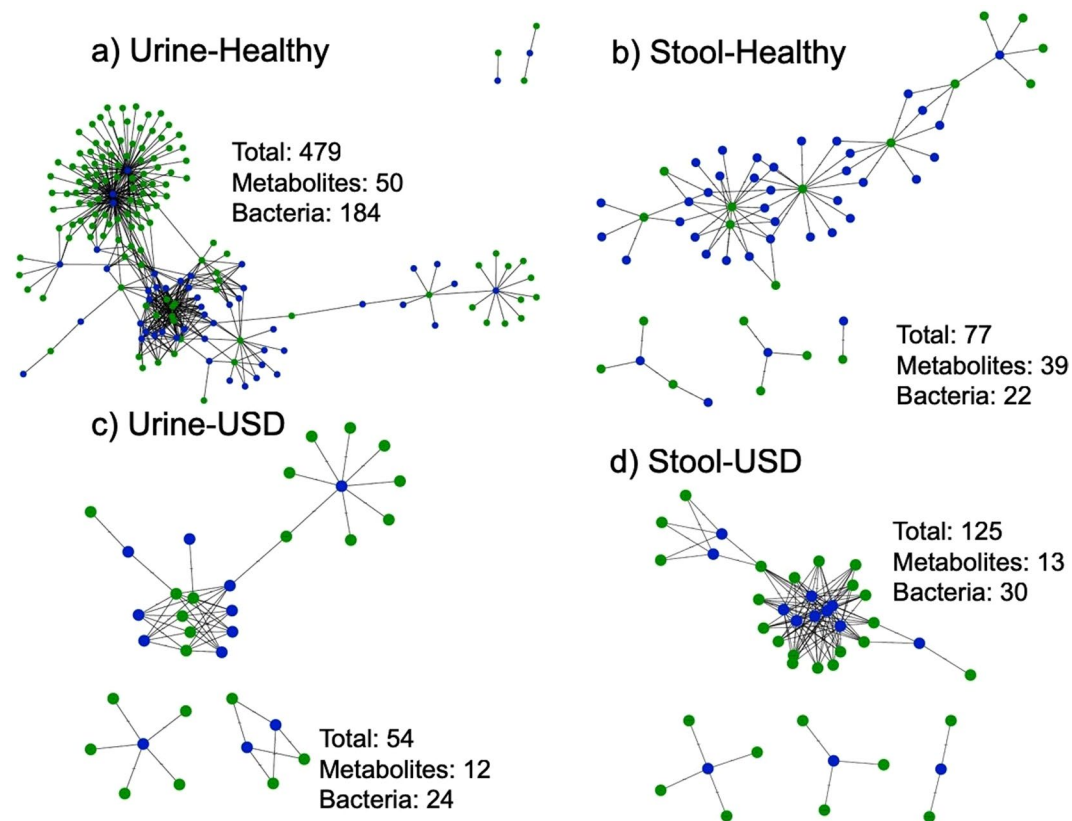 a) Urine-Healthy
Total: 479
Metabolites: 50
Bacteria: 184
b) Stool-Healthy
Total: 77
Metabolites: 39
Bacteria: 22
c) Urine-USD
Total: 54
Metabolites: 12
Bacteria: 24
d) Stool-USD
Total: 125
Metabolites: 13
Bacteria: 30